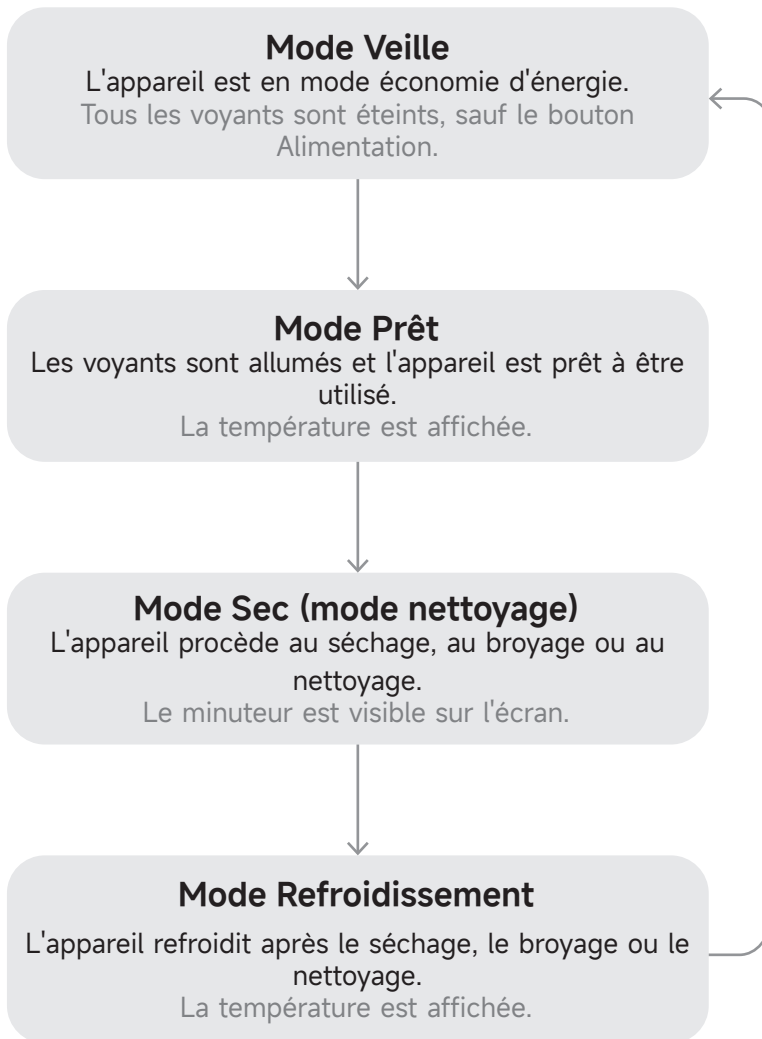 Mode Veille
L'appareil est en mode économie d'énergie.
Tous les voyants sont éteints, sauf le bouton
Alimentation.
Mode Prêt
Les voyants sont allumés et l'appareil est prêt à être
utilisé.
La température est affichée.
Mode Sec (mode nettoyage)
L'appareil procède au séchage, au broyage ou au
nettoyage.
Le minuteur est visible sur l'écran.
Mode Refroidissement
L'appareil refroidit après le séchage, le broyage ou le
nettoyage.
La température est affichée.